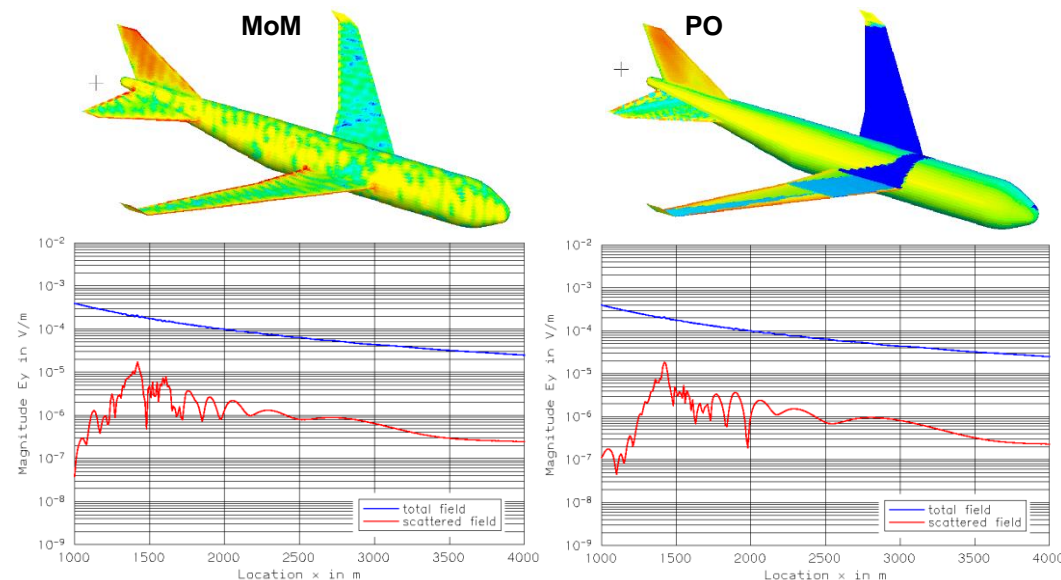 MoM
PO
10^-2
10^-3
10^-4
10^-5
10^-6
10^-7
10^-8
10^-9
Magnitude Ey in V/m
total field
scattered field
1000 1500 2000 2500 3000 3500 4000
Location x in m
10^-2
10^-3
10^-4
10^-5
10^-6
10^-7
10^-8
10^-9
Magnitude Ey in V/m
total field
scattered field
1000 1500 2000 2500 3000 3500 4000
Location x in m